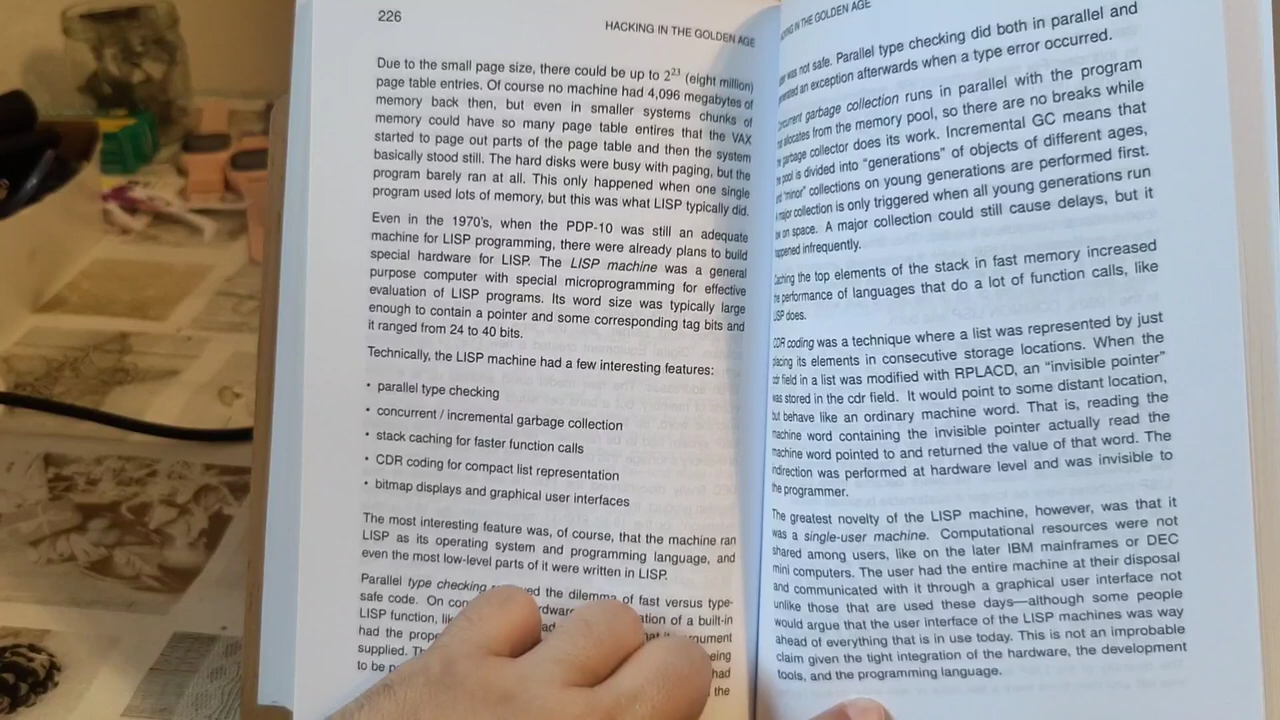 226
HACKING IN THE GOLDEN AGE
Due to the small page size, there could be up to 2²³ (eight million)
page table entries. Of course no machine had 4,096 megabytes of
memory back then, but even in smaller systems chunks of
memory could have so many page table entires that the VAX
started to page out parts of the page table and then the system
basically stood still. The hard disks were busy with paging, but the
program barely ran at all. This only happened when one single
program used lots of memory, but this was what LISP typically did.
Even in the 1970's, when the PDP-10 was still an adequate
machine for LISP programming, there were already plans to build
special hardware for LISP. The LISP machine was a general
purpose computer with special microprogramming for effective
evaluation of LISP programs. Its word size was typically large
enough to contain a pointer and some corresponding tag bits and
it ranged from 24 to 40 bits.
Technically, the LISP machine had a few interesting features:
• parallel type checking
• concurrent / incremental garbage collection
• stack caching for faster function calls
• CDR coding for compact list representation
• bitmap displays and graphical user interfaces
The most interesting feature was, of course, that the machine ran
LISP as its operating system and programming language, and
even the most low-level parts of it were written in LISP.
Parallel type checking the dilemma of fast versus type-
safe code. On of a built-in
LISP function,
had the
supplied.
to be had
the
IN THE GOLDEN AGE
was not safe. Parallel type checking did both in parallel and
an exception afterwards when a type error occurred.
garbage collection runs in parallel with the program
allocates from the memory pool, so there are no breaks while
garbage collector does its work. Incremental GC means that
pool is divided into “generations” of objects of different ages,
“minor” collections on young generations are performed first.
major collection is only triggered when all young generations run
on space. A major collection could still cause delays, but it
happened infrequently.
Caching the top elements of the stack in fast memory increased
the performance of languages that do a lot of function calls, like
LISP does.
CDR coding was a technique where a list was represented by just
placing its elements in consecutive storage locations. When the
cdr field in a list was modified with RPLACD, an “invisible pointer”
was stored in the cdr field. It would point to some distant location,
but behave like an ordinary machine word. That is, reading the
machine word containing the invisible pointer actually read the
machine word pointed to and returned the value of that word. The
indirection was performed at hardware level and was invisible to
the programmer.
The greatest novelty of the LISP machine, however, was that it
was a single-user machine. Computational resources were not
shared among users, like on the later IBM mainframes or DEC
mini computers. The user had the entire machine at their disposal
and communicated with it through a graphical user interface not
unlike those that are used these days—although some people
would argue that the user interface of the LISP machines was way
ahead of everything that is in use today. This is not an improbable
claim given the tight integration of the hardware, the development
tools, and the programming language.